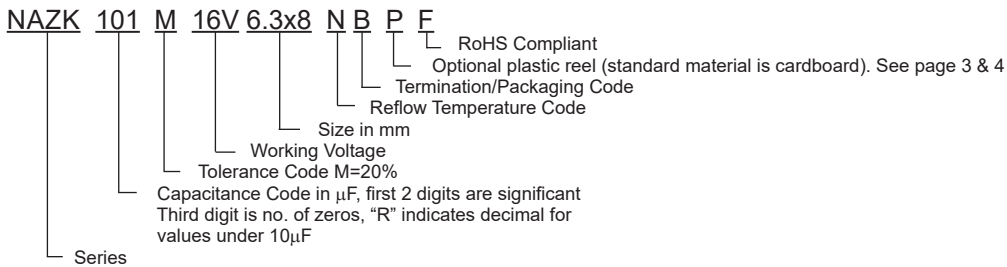 NAZK 101 M 16V 6.3x8 N B P F
RoHS Compliant
Optional plastic reel (standard material is cardboard). See page 3 & 4
Termination/Packaging Code
Reflow Temperature Code
Size in mm
Working Voltage
Tolerance Code M=20%
Capacitance Code in μF, first 2 digits are significant
Third digit is no. of zeros, “R” indicates decimal for
values under 10μF
Series